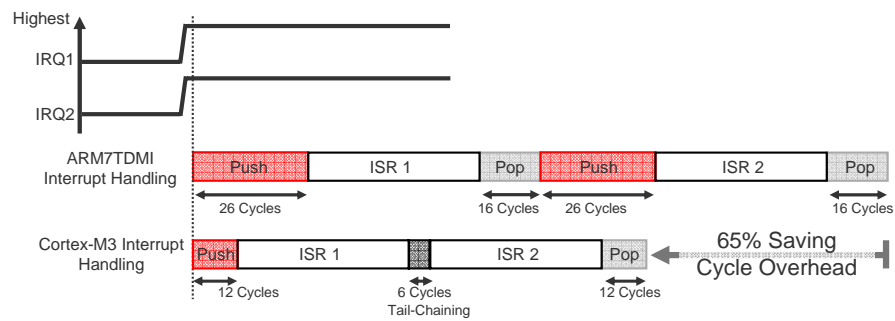 Highest
IRQ1
IRQ2
ARM7TDMI
Interrupt Handling
Push
ISR 1
Pop
Push
ISR 2
Pop
26 Cycles
16 Cycles
26 Cycles
16 Cycles
Cortex-M3 Interrupt
Handling
Push
ISR 1
ISR 2
Pop
65% Saving
Cycle Overhead
12 Cycles
6 Cycles
Tail-Chaining
12 Cycles